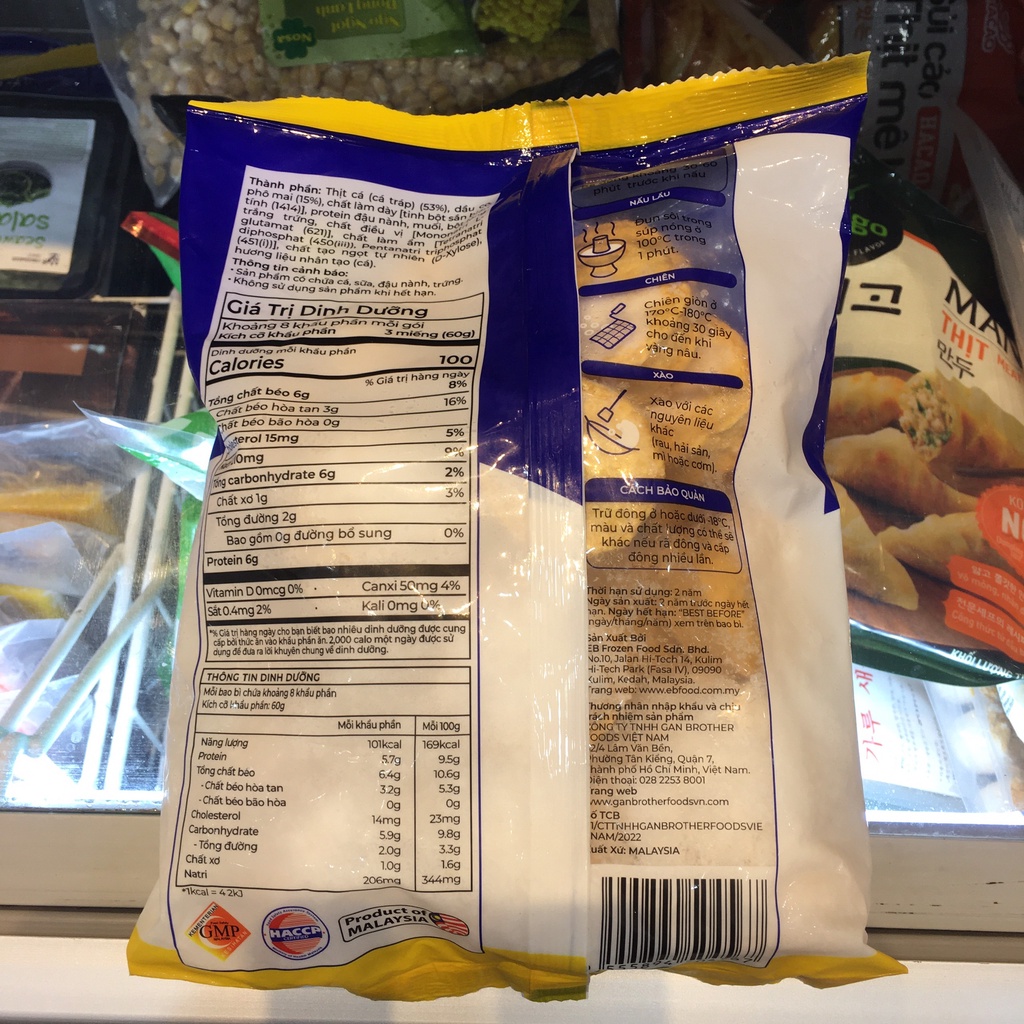 Thành phần: Thịt cá (cá tráp) (53%), dầu
phô mai (15%), chất làm dày [tinh bột sắn
tính (1414)], protein đậu nành, muối, bột
trắng trứng, chất điều vị [Mononatri
glutamat (621)], chất làm ẩm
diphosphat (450(iii)), Pentanatri
(451(i))], chất tạo ngọt tự nhiên (D-Xylose),
hương liệu nhân tạo (cá).
Thông tin cảnh báo:
• Sản phẩm có chứa cá, sữa, đậu nành, trứng.
• Không sử dụng sản phẩm khi hết hạn.
Giá Trị Dinh Dưỡng
Khoảng 8 khẩu phần mỗi gói
Kích cỡ khẩu phần 3 miếng (60g)
Dinh dưỡng mỗi khẩu phần
Calories 100
% Giá trị hàng ngày
Tổng chất béo 6g 8%
Chất béo hòa tan 3g 16%
Chất béo bão hòa 0g
15mg 5%
0mg 9%
Tổng carbonhydrate 6g 2%
Chất xơ 1g 3%
Tổng đường 2g
Bao gồm 0g đường bổ sung 0%
Protein 6g
Vitamin D 0mcg 0% • Canxi 50mg 4%
Sắt 0.4mg 2% • Kali 0mg 0%
*% Giá trị hàng ngày cho bạn biết bao nhiêu dinh dưỡng được cung
cấp bởi thức ăn vào khẩu phần ăn. 2,000 calo một ngày được sử
dụng để đưa ra lời khuyên chung về dinh dưỡng.
THÔNG TIN DINH DƯỠNG
Mỗi bao bì chứa khoảng 8 khẩu phần
Kích cỡ khẩu phần: 60g
Mỗi khẩu phần Mỗi 100g
Năng lượng 101kcal 169kcal
Protein 5.7g 9.5g
Tổng chất béo 6.4g 10.6g
- Chất béo hòa tan 3.2g 5.3g
- Chất béo bão hòa 0g 0g
Cholesterol 14mg 23mg
Carbonhydrate 5.9g 9.8g
- Tổng đường 2.0g 3.3g
Chất xơ 1.0g 1.6g
Natri 206mg 344mg
*1kcal = 4.2kJ
KEMENTERIAN
GMP
HACCP
Product of
MALAYSIA
phút trước khi nấu
NẤU LẨU
Đun sôi trong
súp nóng ở
100°C trong
1 phút.
CHIÊN
Chiên giòn ở
170°C-180°C
khoảng 30 giây
cho đến khi
vàng nâu.
XÀO
Xào với các
nguyên liệu
khác
(rau, hải sản,
mì hoặc cơm).
CÁCH BẢO QUẢN
Trữ đông ở hoặc dưới -18°C,
màu và chất lượng có thể sẽ
khác nếu rã đông và cấp
đông nhiều lần.
Thời hạn sử dụng: 2 năm
Ngày sản xuất: 2 năm trước ngày hết
hạn. Ngày hết hạn: "BEST BEFORE"
(ngày/tháng/năm) xem trên bao bì.
Sản Xuất Bởi
EB Frozen Food Sdn. Bhd.
No.10, Jalan Hi-Tech 14, Kulim
Hi-Tech Park (Fasa IV), 09090
Kulim, Kedah, Malaysia.
Trang web: www.ebfood.com.my
Thương nhân nhập khẩu và chịu
trách nhiệm sản phẩm
CÔNG TY TNHH GAN BROTHER
FOODS VIỆT NAM
Lâm Văn Bền,
Phường Tân Kiểng, Quận 7,
Thành phố Hồ Chí Minh, Việt Nam.
Điện thoại: 028 2253 8001
Trang web
www.ganbrotherfoodsvn.com
Số TCB
/CTTNHHGANBROTHERFOODSVIE
NAM/2022
Xuất Xứ: MALAYSIA
Nosa
Sủi cảo
HACAO
go
FLAVOR
THỊT
만두